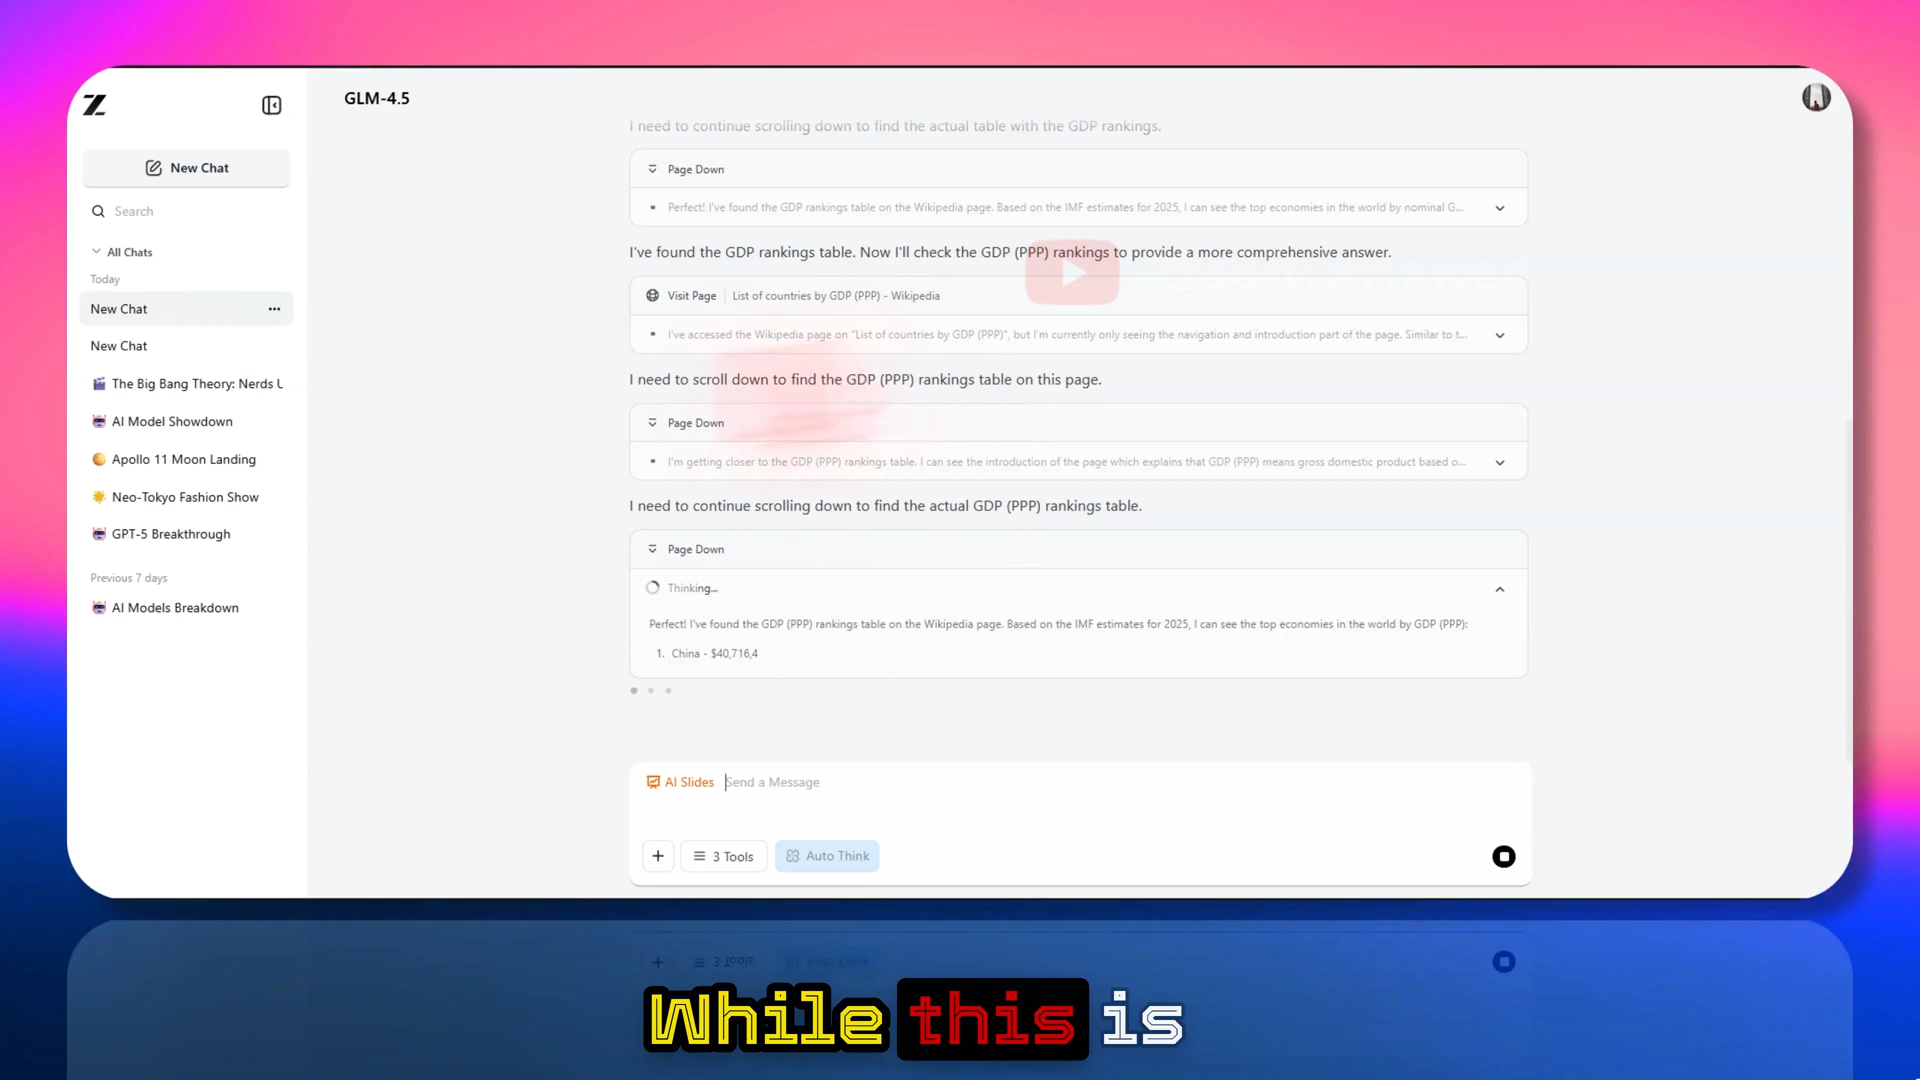 GLM-4.5
New Chat
Search
All Chats
Today
New Chat
New Chat
The Big Bang Theory: Nerds U
AI Model Showdown
Apollo 11 Moon Landing
Neo-Tokyo Fashion Show
GPT-5 Breakthrough
Previous 7 days
AI Models Breakdown
I need to continue scrolling down to find the actual table with the GDP rankings.
Page Down
Perfect! I've found the GDP rankings table on the Wikipedia page. Based on the IMF estimates for 2025, I can see the top economies in the world by nominal G...
I've found the GDP rankings table. Now I'll check the GDP (PPP) rankings to provide a more comprehensive answer.
Visit Page List of countries by GDP (PPP) - Wikipedia
I've accessed the Wikipedia page on "List of countries by GDP (PPP)", but I'm currently only seeing the navigation and introduction part of the page. Similar to t...
I need to scroll down to find the GDP (PPP) rankings table on this page.
Page Down
I'm getting closer to the GDP (PPP) rankings table. I can see the introduction of the page which explains that GDP (PPP) means gross domestic product based o...
I need to continue scrolling down to find the actual GDP (PPP) rankings table.
Page Down
Thinking...
Perfect! I've found the GDP (PPP) rankings table on the Wikipedia page. Based on the IMF estimates for 2025, I can see the top economies in the world by GDP (PPP):
1. China - $40,716,4
AI Slides Send a Message
3 Tools Auto Think
3 Tools Auto Think
While this is